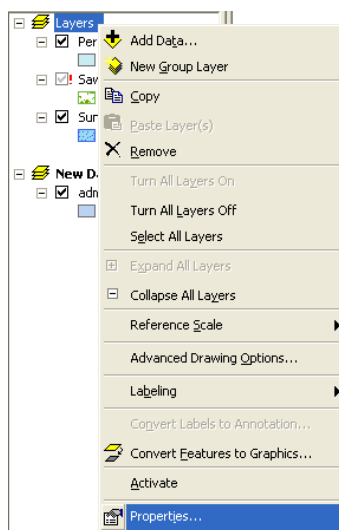 Layers
Per
Add Data...
New Group Layer
Saw
Copy
Sur
Paste Layer(s)
Remove
New D
Turn All Layers On
adm
Turn All Layers Off
Select All Layers
Expand All Layers
Collapse All Layers
Reference Scale
Advanced Drawing Options...
Labeling
Convert Labels to Annotation...
Convert Features to Graphics...
Activate
Properties...